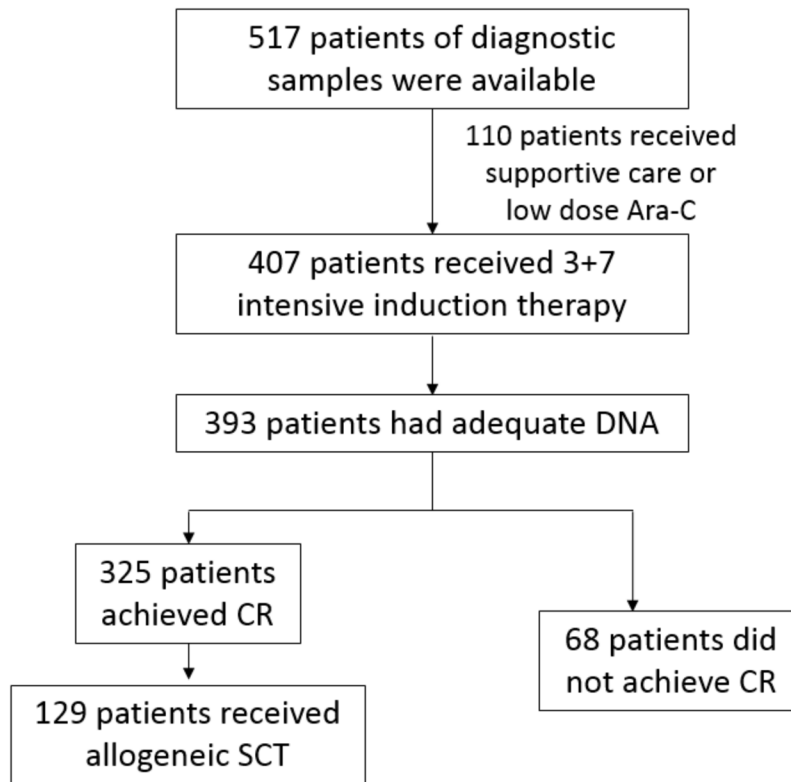 517 patients of diagnostic
samples were available
110 patients received
supportive care or
low dose Ara-C
407 patients received 3+7
intensive induction therapy
393 patients had adequate DNA
325 patients
achieved CR
68 patients did
not achieve CR
129 patients received
allogeneic SCT